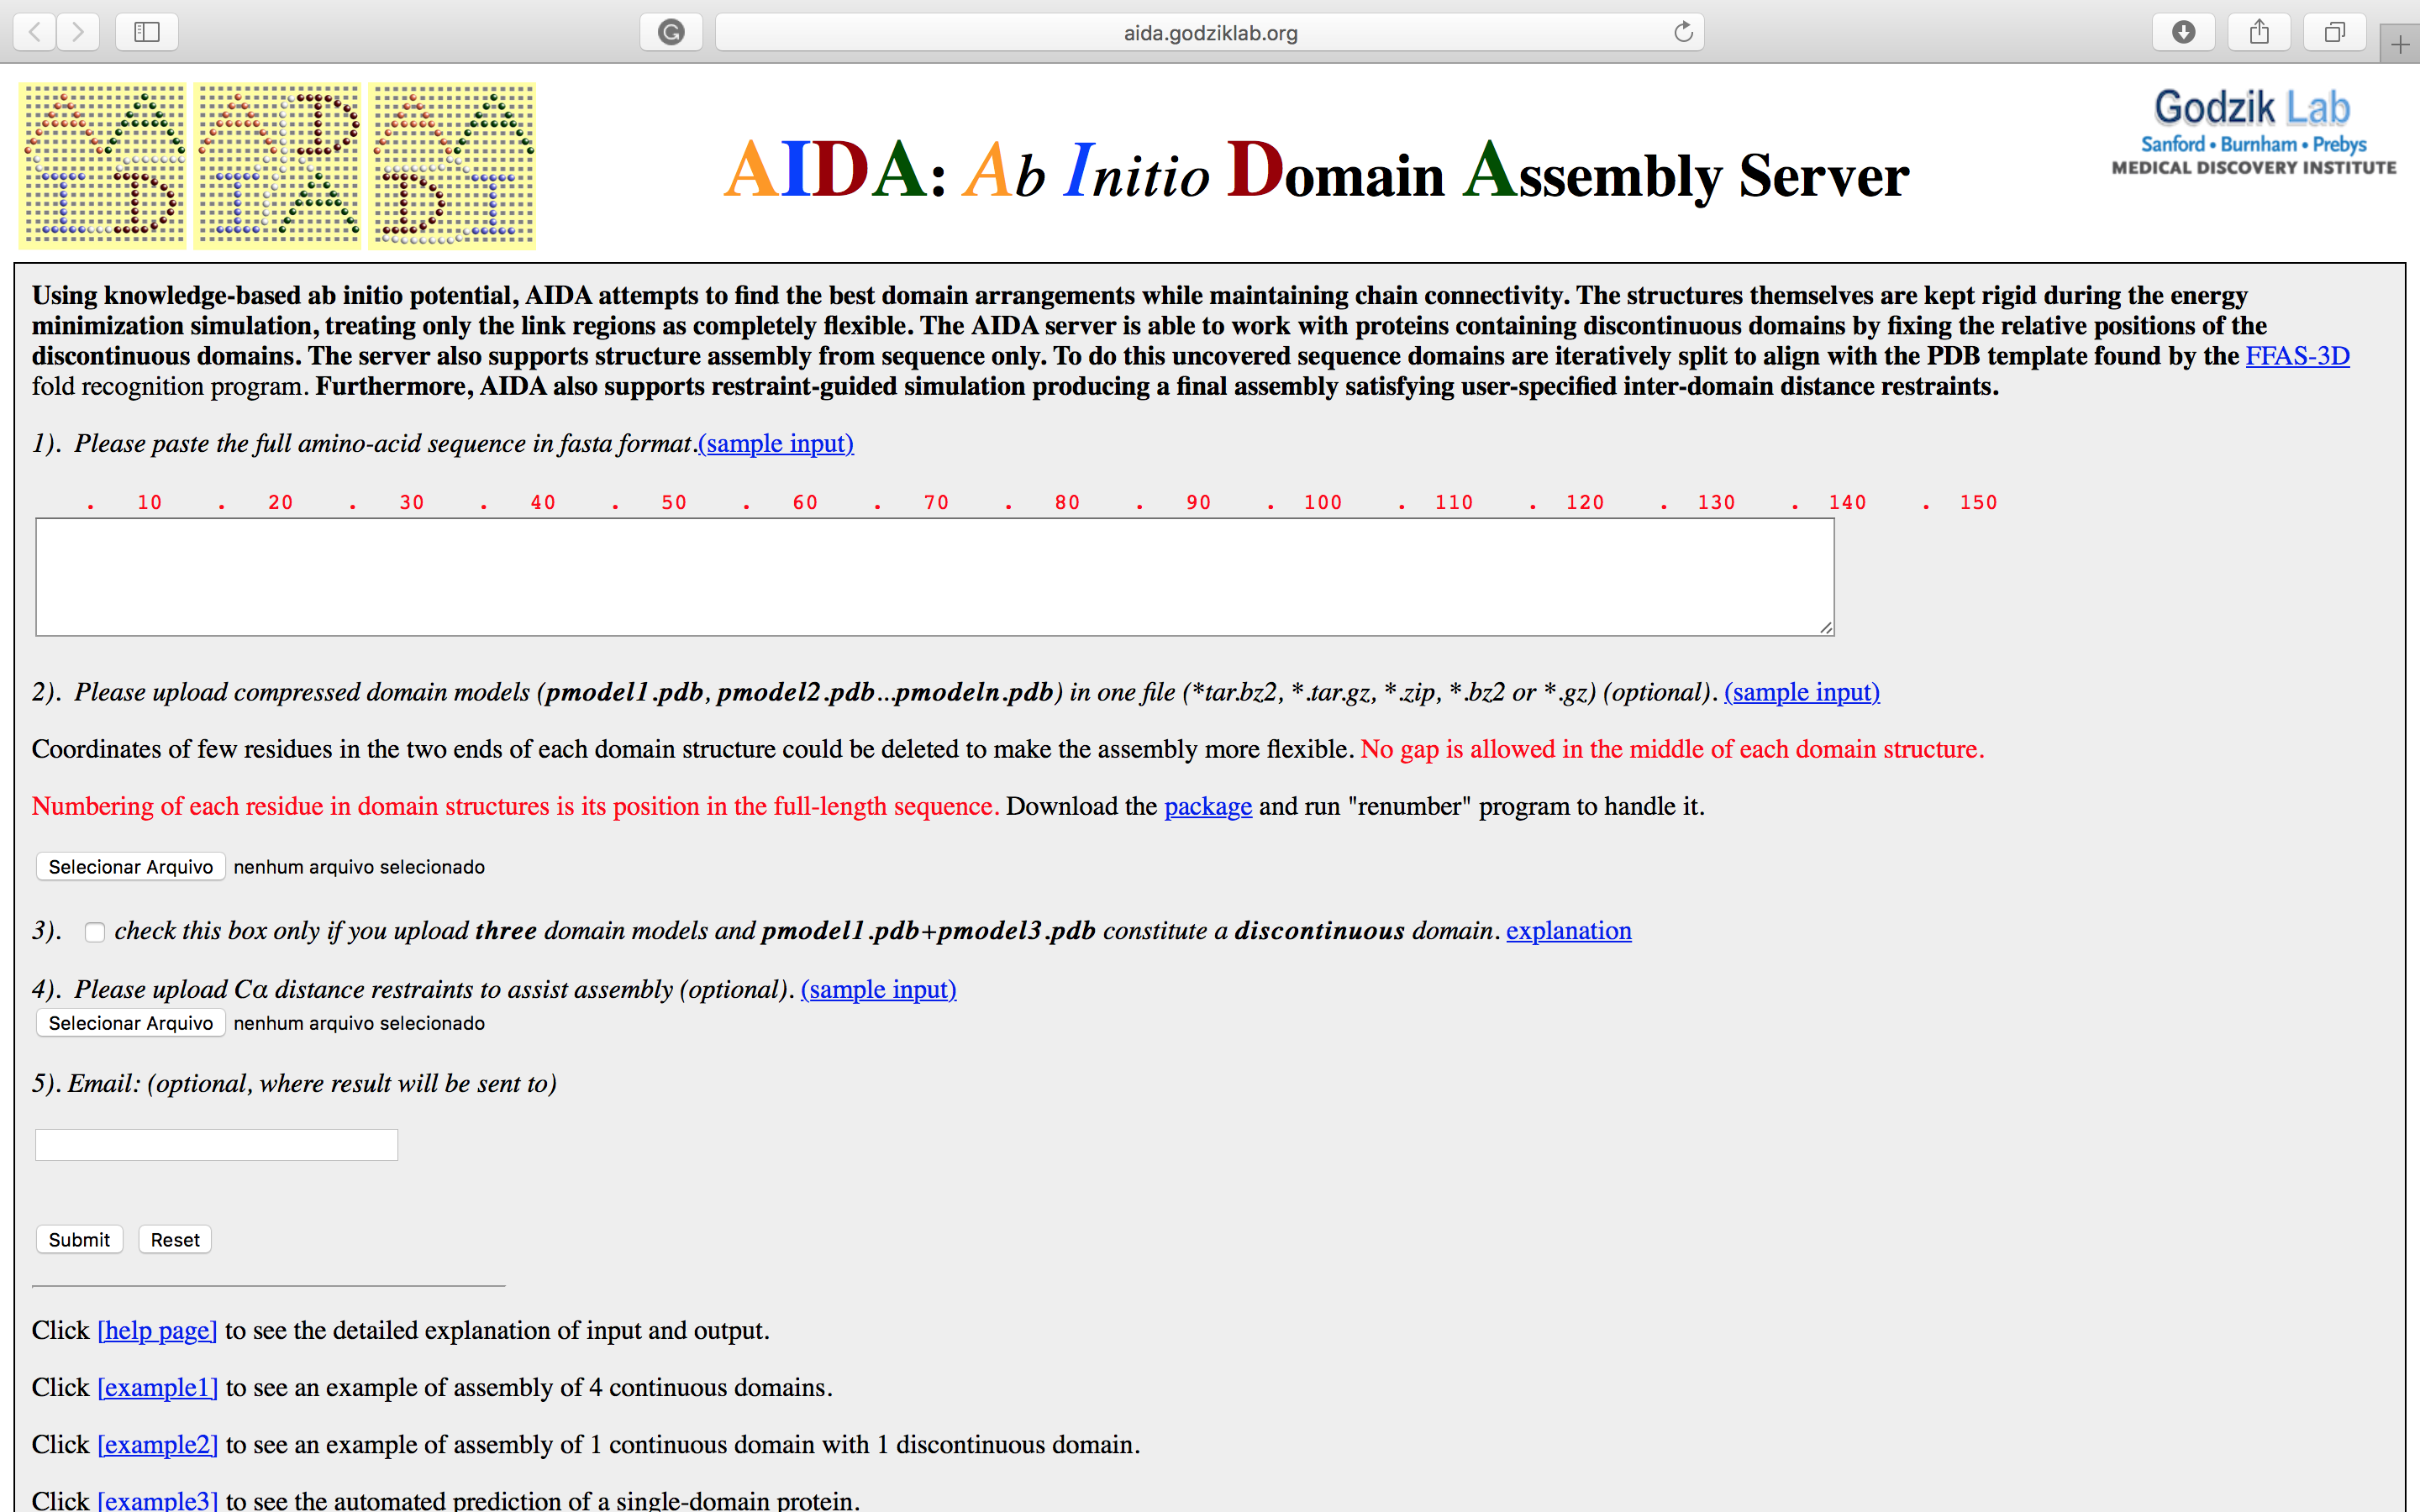 aida.godziklab.org
AIDA: Ab Initio Domain Assembly Server
Godzik Lab
Sanford • Burnham • Prebys
MEDICAL DISCOVERY INSTITUTE
Using knowledge-based ab initio potential, AIDA attempts to find the best domain arrangements while maintaining chain connectivity. The structures themselves are kept rigid during the energy
minimization simulation, treating only the link regions as completely flexible. The AIDA server is able to work with proteins containing discontinuous domains by fixing the relative positions of the
discontinuous domains. The server also supports structure assembly from sequence only. To do this uncovered sequence domains are iteratively split to align with the PDB template found by the FFAS-3D
fold recognition program. Furthermore, AIDA also supports restraint-guided simulation producing a final assembly satisfying user-specified inter-domain distance restraints.
1). Please paste the full amino-acid sequence in fasta format.(sample input)
. 10 . 20 . 30 . 40 . 50 . 60 . 70 . 80 . 90 . 100 . 110 . 120 . 130 . 140 . 150
2). Please upload compressed domain models (pmodel1.pdb, pmodel2.pdb...pmodeln.pdb) in one file (*tar.bz2, *.tar.gz, *.zip, *.bz2 or *.gz) (optional). (sample input)
Coordinates of few residues in the two ends of each domain structure could be deleted to make the assembly more flexible. No gap is allowed in the middle of each domain structure.
Numbering of each residue in domain structures is its position in the full-length sequence. Download the package and run "renumber" program to handle it.
Selecionar Arquivo nenhum arquivo selecionado
3). check this box only if you upload three domain models and pmodel1.pdb+pmodel3.pdb constitute a discontinuous domain. explanation
4). Please upload Cα distance restraints to assist assembly (optional). (sample input)
Selecionar Arquivo nenhum arquivo selecionado
5). Email: (optional, where result will be sent to)
Submit Reset
Click [help page] to see the detailed explanation of input and output.
Click [example1] to see an example of assembly of 4 continuous domains.
Click [example2] to see an example of assembly of 1 continuous domain with 1 discontinuous domain.
Click [example3] to see the automated prediction of a single-domain protein.